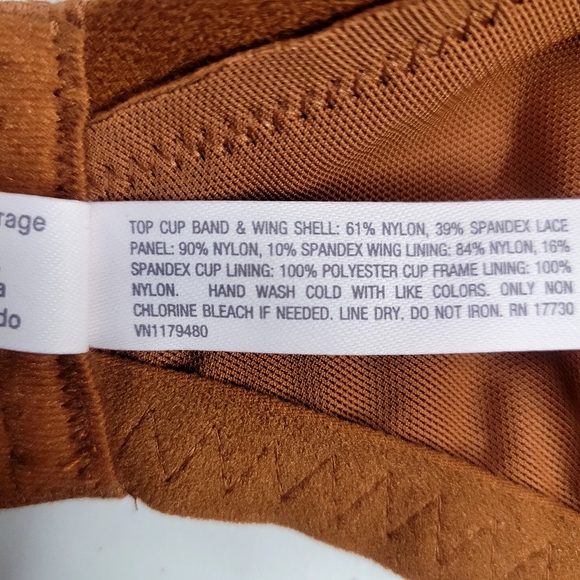 TOP CUP BAND & WING SHELL: 61% NYLON, 39% SPANDEX LACE
PANEL: 90% NYLON, 10% SPANDEX WING LINING: 84% NYLON, 16%
SPANDEX CUP LINING: 100% POLYESTER CUP FRAME LINING: 100%
NYLON. HAND WASH COLD WITH LIKE COLORS. ONLY NON
CHLORINE BLEACH IF NEEDED. LINE DRY, DO NOT IRON. RN 17730
VN1179480
rage
a
do